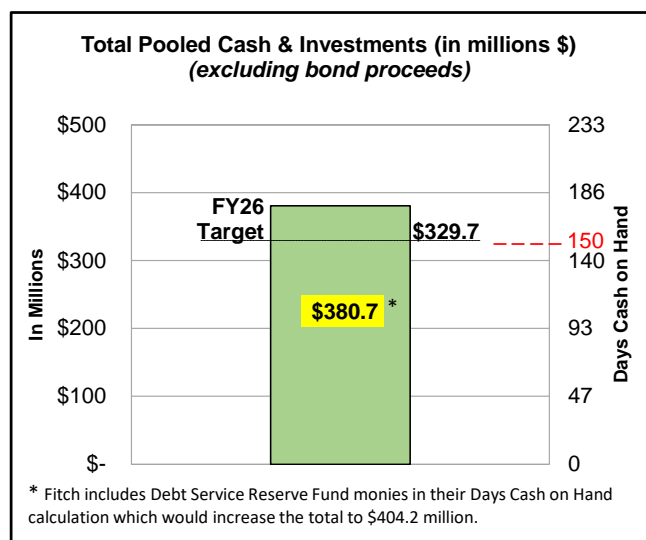 Total Pooled Cash & Investments (in millions $)
(excluding bond proceeds)
In Millions
$500
$400
$300
$200
$100
$-
FY26
Target
$329.7
$380.7 *
233
186
150
140
93
47
0
Days Cash on Hand
* Fitch includes Debt Service Reserve Fund monies in their Days Cash on Hand
calculation which would increase the total to $404.2 million.